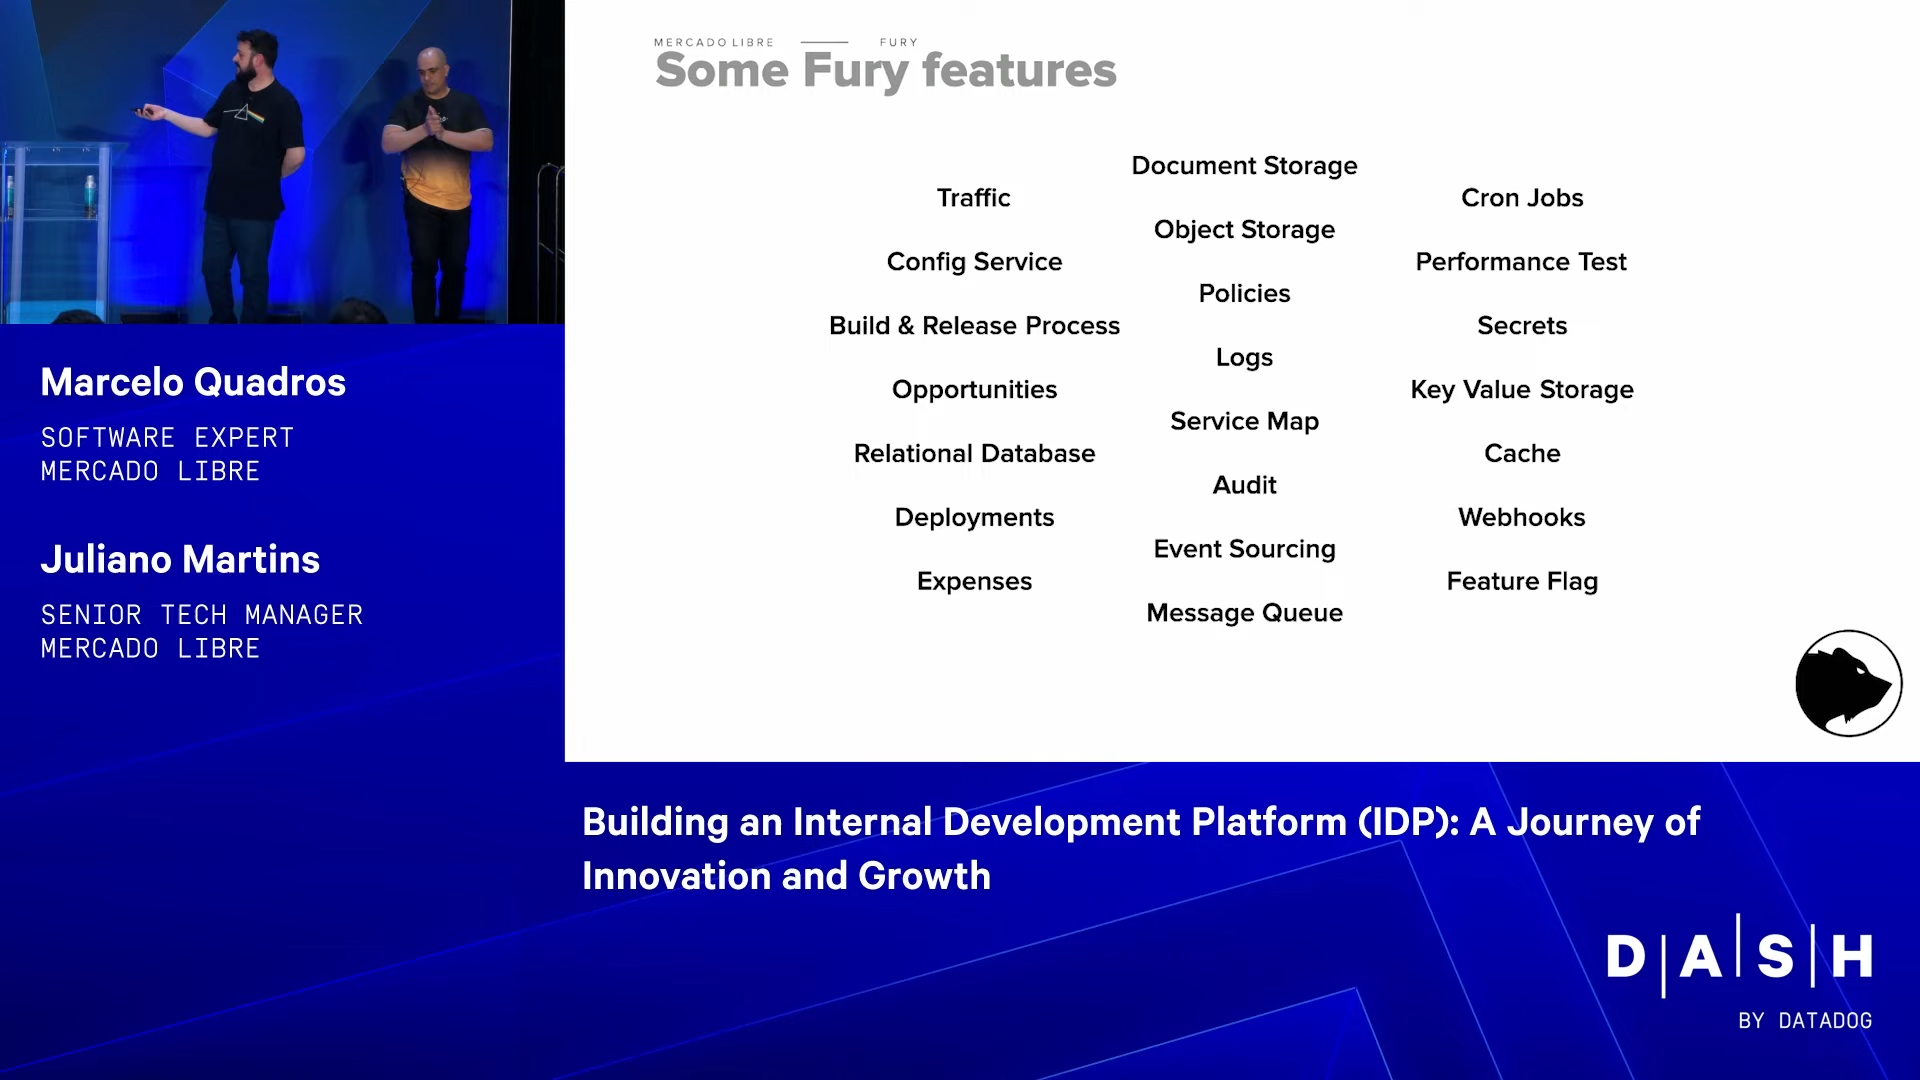 MERCADO LIBRE FURY
Some Fury features
Document Storage
Traffic
Cron Jobs
Object Storage
Config Service
Performance Test
Policies
Build & Release Process
Secrets
Logs
Opportunities
Key Value Storage
Service Map
Relational Database
Cache
Audit
Deployments
Webhooks
Event Sourcing
Expenses
Feature Flag
Message Queue
Marcelo Quadros
SOFTWARE EXPERT
MERCADO LIBRE
Juliano Martins
SENIOR TECH MANAGER
MERCADO LIBRE
Building an Internal Development Platform (IDP): A Journey of
Innovation and Growth
D|A|S|H
BY DATADOG